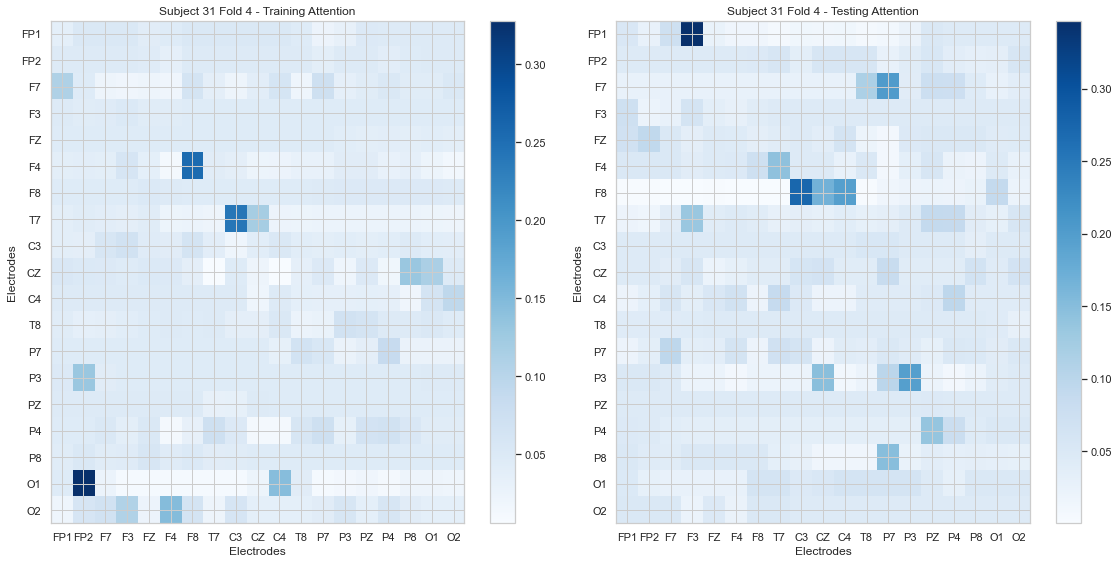 Subject 31 Fold 4 - Training Attention
FP1
FP2
F7
F3
FZ
F4
F8
T7
C3
CZ
C4
T8
P7
P3
PZ
P4
P8
O1
O2
Electrodes
FP1 FP2 F7 F3 FZ F4 F8 T7 C3 CZ C4 T8 P7 P3 PZ P4 P8 O1 O2
Electrodes
0.30
0.25
0.20
0.15
0.10
0.05
Subject 31 Fold 4 - Testing Attention
FP1
FP2
F7
F3
FZ
F4
F8
T7
C3
CZ
C4
T8
P7
P3
PZ
P4
P8
O1
O2
Electrodes
FP1 FP2 F7 F3 FZ F4 F8 T7 C3 CZ C4 T8 P7 P3 PZ P4 P8 O1 O2
Electrodes
0.30
0.25
0.20
0.15
0.10
0.05